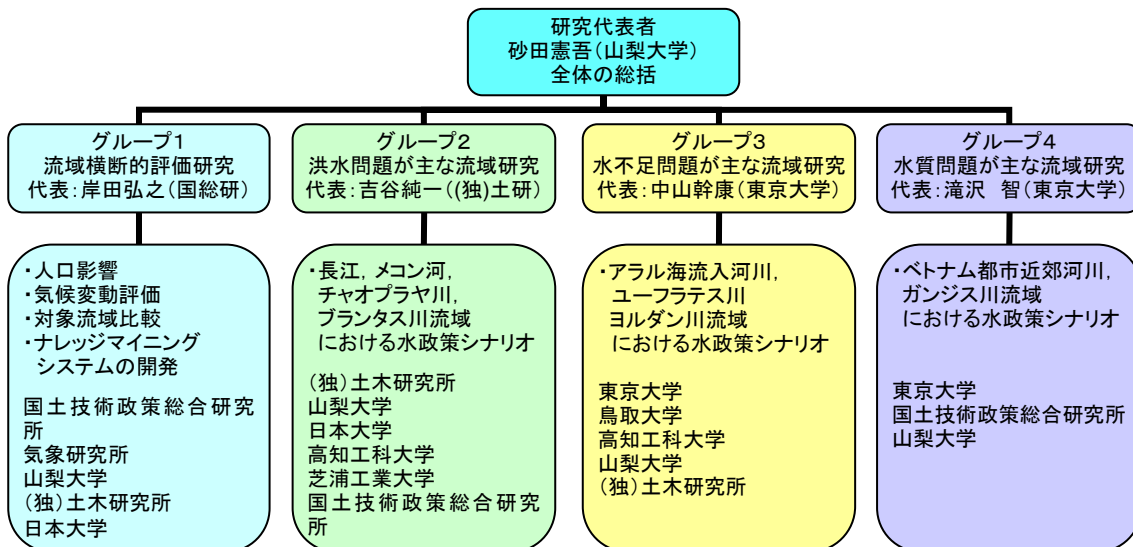 研究代表者
砂田憲吾(山梨大学)
全体の総括
グループ1
流域横断的評価研究
代表:岸田弘之(国総研)
グループ2
洪水問題が主な流域研究
代表:吉谷純一((独)土研)
グループ3
水不足問題が主な流域研究
代表:中山幹康(東京大学)
グループ4
水質問題が主な流域研究
代表:滝沢 智(東京大学)
・人口影響
・気候変動評価
・対象流域比較
・ナレッジマイニング
システムの開発
国土技術政策総合研究
所
気象研究所
山梨大学
(独)土木研究所
日本大学
・長江, メコン河,
チャオプラヤ川,
ブランタス川流域
における水政策シナリオ
(独)土木研究所
山梨大学
日本大学
高知工科大学
芝浦工業大学
国土技術政策総合研究
所
・アラル海流入河川,
ユーフラテス川
ヨルダン川流域
における水政策シナリオ
東京大学
鳥取大学
高知工科大学
山梨大学
(独)土木研究所
・ベトナム都市近郊河川,
ガンジス川流域
における水政策シナリオ
東京大学
国土技術政策総合研究所
山梨大学